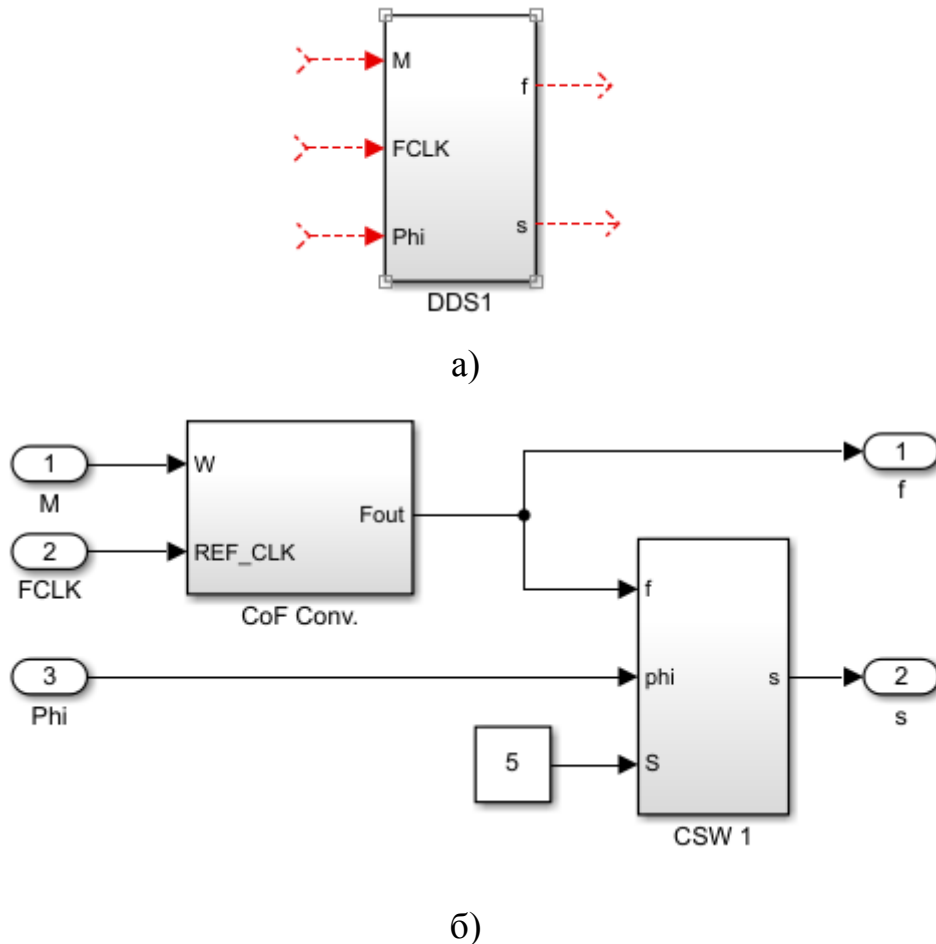 M
f
FCLK
Phi
s
DDS1
а)
1
M
W
Fout
1
f
2
FCLK
REF_CLK
CoF Conv.
f
3
Phi
phi
s
2
s
5
S
CSW 1
б)